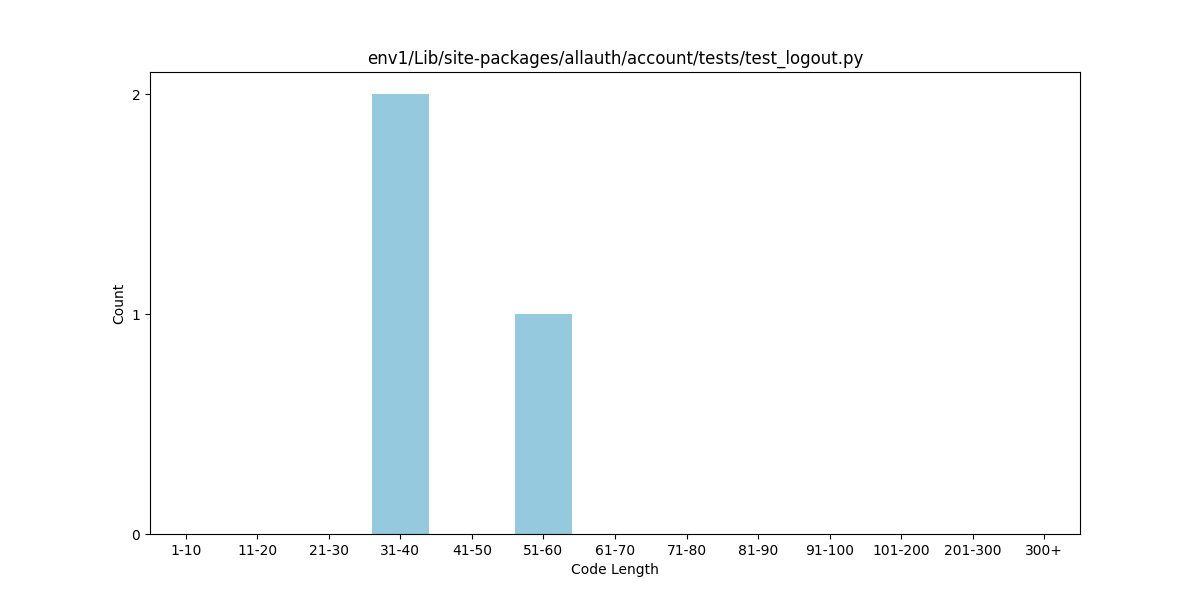 env1/Lib/site-packages/allauth/account/tests/test_logout.py
2
1
0
Count
1-10 11-20 21-30 31-40 41-50 51-60 61-70 71-80 81-90 91-100 101-200 201-300 300+
Code Length